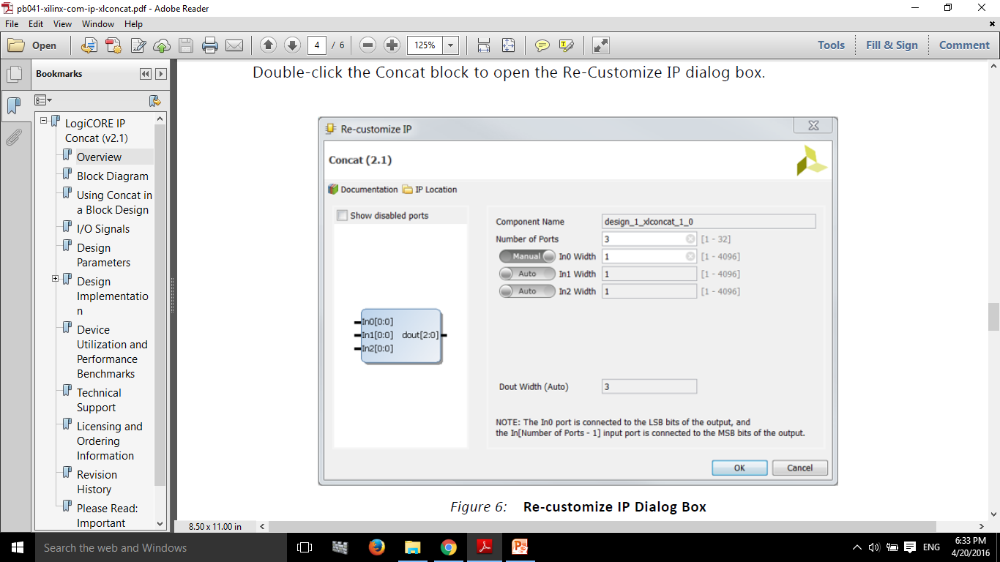 pb041-xilinx-com-ip-xlconcat.pdf - Adobe Reader
File Edit View Window Help
Open 4 / 6 125% Tools Fill & Sign Comment
Bookmarks
LogiCORE IP
Concat (v2.1)
Overview
Block Diagram
Using Concat in
a Block Design
I/O Signals
Design
Parameters
Design
Implementatio
n
Device
Utilization and
Performance
Benchmarks
Technical
Support
Licensing and
Ordering
Information
Revision
History
Please Read:
Important
Double-click the Concat block to open the Re-Customize IP dialog box.
Re-customize IP
Concat (2.1)
Documentation IP Location
Show disabled ports
In0[0:0]
In1[0:0] dout[2:0]
In2[0:0]
Component Name design_1_xlconcat_1_0
Number of Ports 3 [1 - 32]
Manual In0 Width 1 [1 - 4096]
Auto In1 Width 1 [1 - 4096]
Auto In2 Width 1 [1 - 4096]
Dout Width (Auto) 3
NOTE: The In0 port is connected to the LSB bits of the output, and
the In[Number of Ports - 1] input port is connected to the MSB bits of the output.
OK Cancel
Figure 6: Re-customize IP Dialog Box
8.50 x 11.00 in
Search the web and Windows
ENG
6:33 PM
4/20/2016